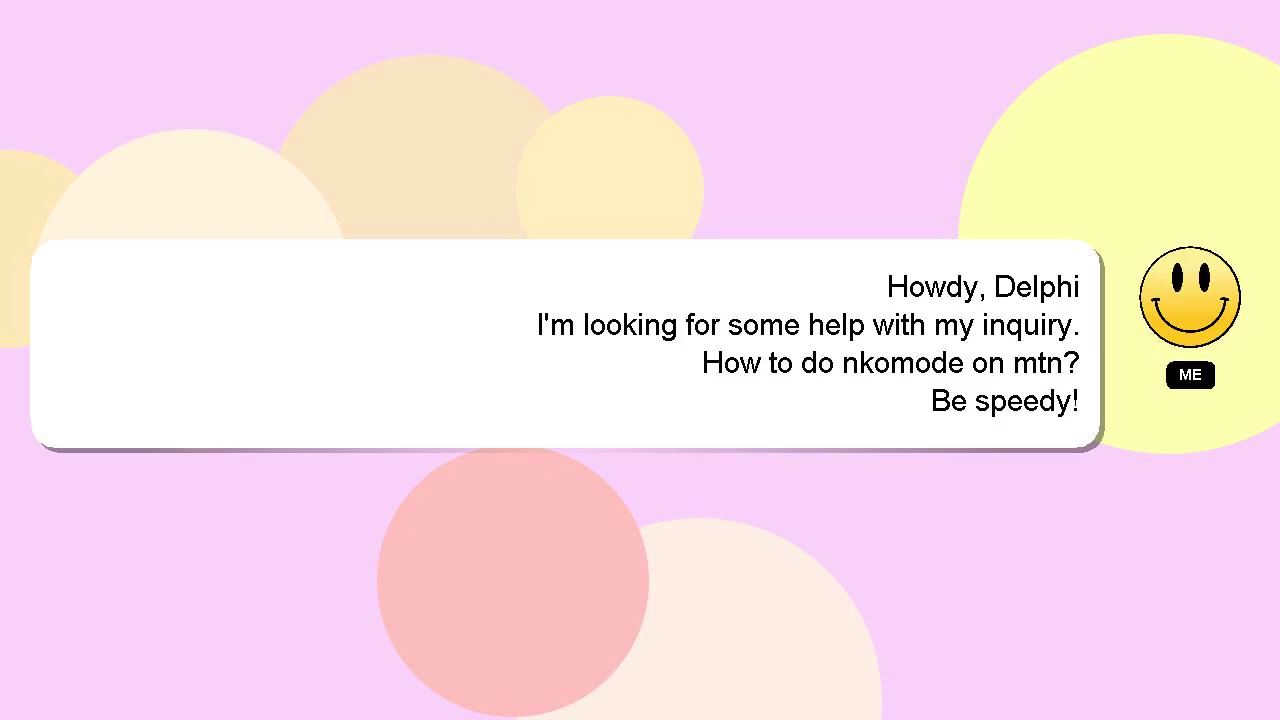 Howdy, Delphi
I'm looking for some help with my inquiry.
How to do nkomode on mtn?
Be speedy!
ME